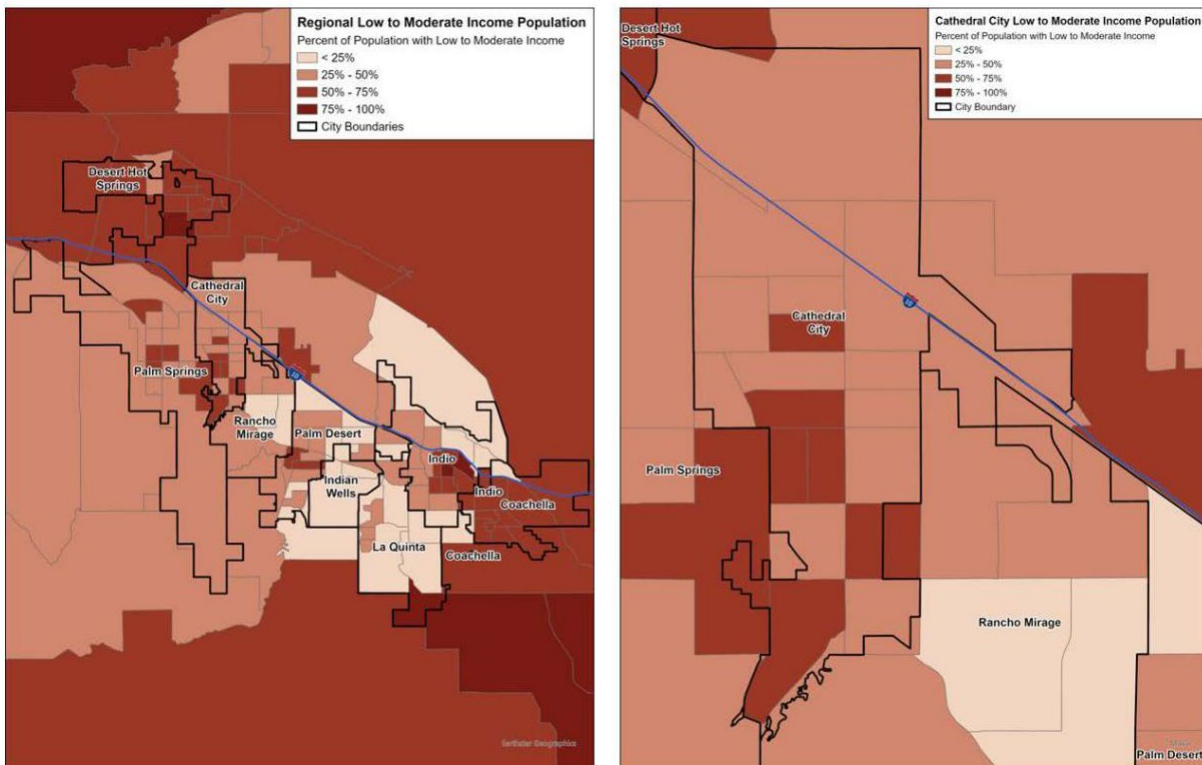 Regional Low to Moderate Income Population
Percent of Population with Low to Moderate Income
< 25%
25% - 50%
50% - 75%
75% - 100%
City Boundaries
Desert Hot
Springs
Cathedral
City
Palm Springs
Rancho
Mirage
Palm Desert
Indian
Wells
Indio
Indio
Coachella
La Quinta
Coachella
Earthstar Geographics
Cathedral City Low to Moderate Income Population
Percent of Population with Low to Moderate Income
< 25%
25% - 50%
50% - 75%
75% - 100%
City Boundary
Desert Hot
Springs
Cathedral
City
Palm Springs
Rancho Mirage
Palm Desert